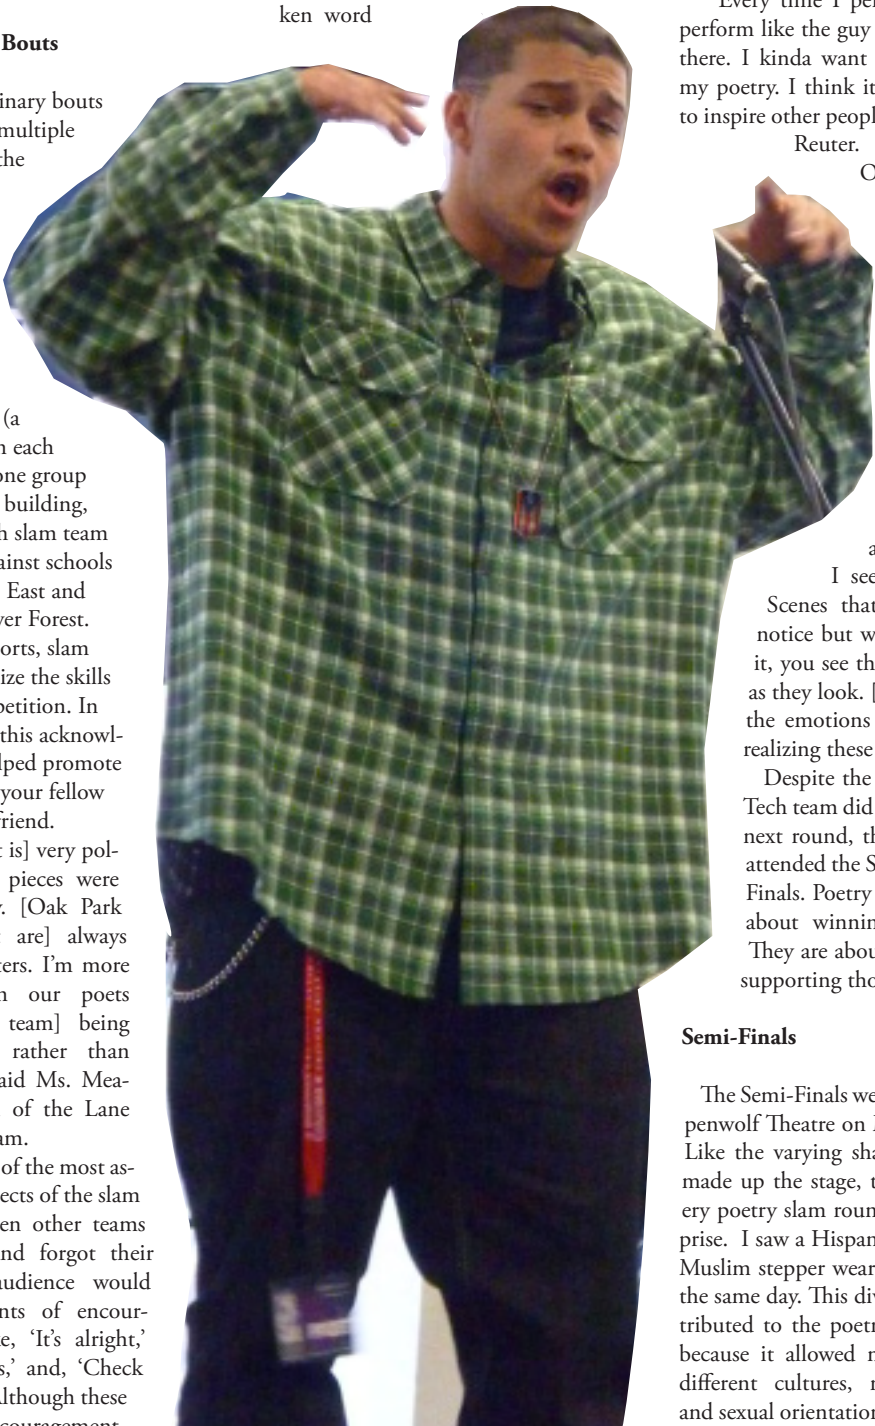 ken word
Bouts
inary bouts
multiple
the
(a
n each
one group
building,
h slam team
ainst schools
East and
ver Forest.
orts, slam
ize the skills
petition. In
this acknowl-
lped promote
your fellow
friend.
t is] very pol-
pieces were
y. [Oak Park
are] always
ters. I'm more
n our poets
team] being
rather than
aid Ms. Mea-
of the Lane
am.
of the most as-
ects of the slam
en other teams
nd forgot their
audience would
nts of encour-
e, ‘It's alright,’
s,’ and, ‘Check
Although these
couragement
Every time I per
perform like the guy
there. I kinda want
my poetry. I think it
to inspire other peopl
Reuter.
O
a
I see
Scenes that
notice but w
it, you see th
as they look. [
the emotions
realizing these
Despite the
Tech team did
next round, th
attended the S
Finals. Poetry
about winnin
They are abou
supporting tho
Semi-Finals
The Semi-Finals we
penwolf Theatre on
Like the varying sha
made up the stage, t
ery poetry slam roun
prise. I saw a Hispan
Muslim stepper wear
the same day. This div
tributed to the poetr
because it allowed m
different cultures, r
and sexual orientation